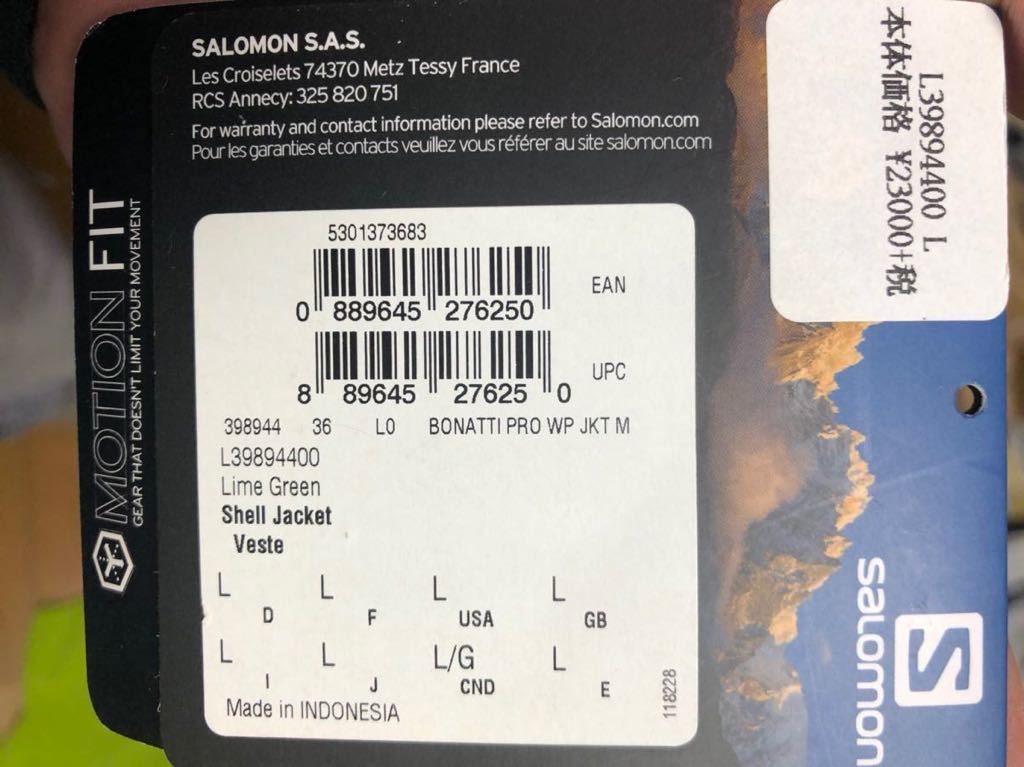 SALOMON S.A.S.
Les Croiselets 74370 Metz Tessy France
RCS Annecy: 325 820 751
For warranty and contact information please refer to Salomon.com
Pour les garanties et contacts veuillez vous référer au site salomon.com
5301373683
EAN
0 889645 276250
UPC
8 89645 27625 0
398944 36 L0 BONATTI PRO WP JKT M
L39894400
Lime Green
Shell Jacket
Veste
L L L L
D F USA GB
L L L/G L
I J CND E
Made in INDONESIA
118228
MOTION FIT
GEAR THAT DOESN'T LIMIT YOUR MOVEMENT
L39894400 L
本体価格 ¥23000+税
S
salomon